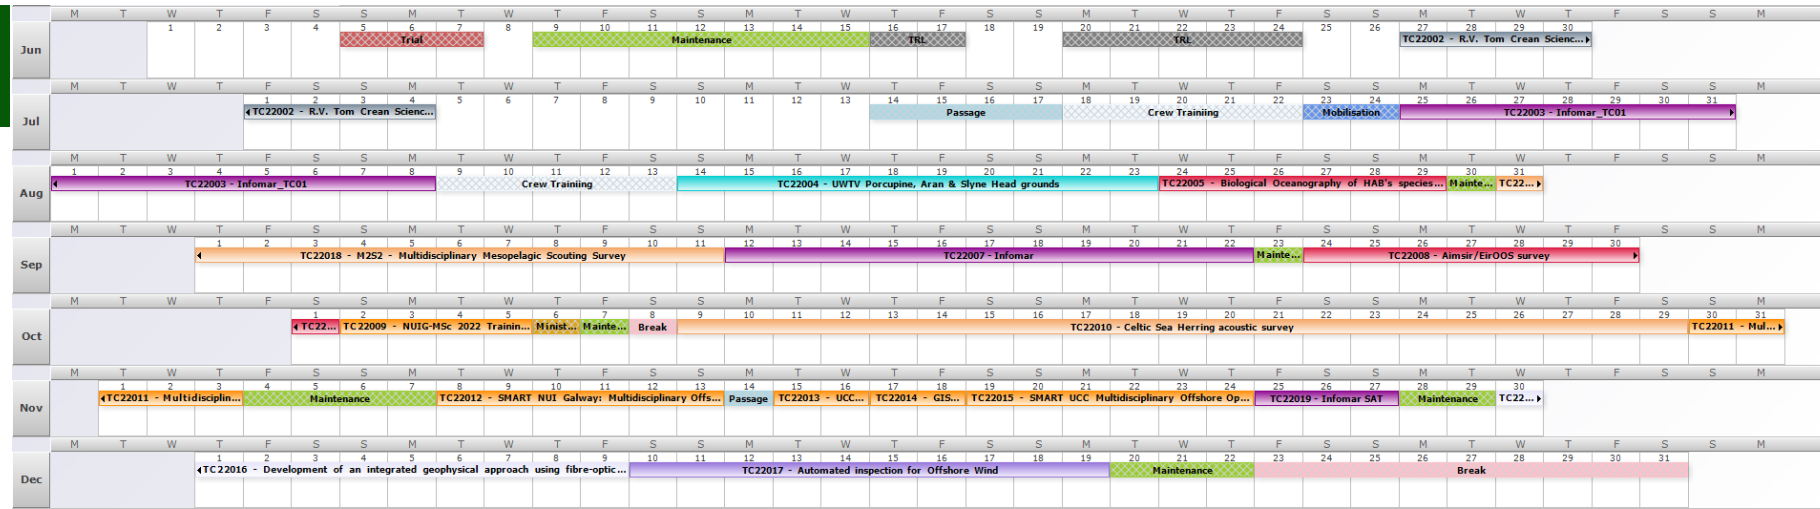 M T W T F S S M T W T F S S M T W T F S S M T W T F S S M T W T F S S M
Jun
1 2 3 4 5 6 7 8 9 10 11 12 13 14 15 16 17 18 19 20 21 22 23 24 25 26 27 28 29 30
Trial Maintenance TRL TRL TC22002 - R.V. Tom Crean Scienc...
M T W T F S S M T W T F S S M T W T F S S M T W T F S S M T W T F S S M
Jul
1 2 3 4 5 6 7 8 9 10 11 12 13 14 15 16 17 18 19 20 21 22 23 24 25 26 27 28 29 30 31
TC22002 - R.V. Tom Crean Scienc... Passage Crew Training Mobilisation TC22003 - Infomar_TC01
M T W T F S S M T W T F S S M T W T F S S M T W T F S S M T W T F S S M
Aug
1 2 3 4 5 6 7 8 9 10 11 12 13 14 15 16 17 18 19 20 21 22 23 24 25 26 27 28 29 30 31
TC22003 - Infomar_TC01 Crew Training TC22004 - UWTV Porcupine, Aran & Slyne Head grounds TC22005 - Biological Oceanography of HAB's species... Mainte... TC22...
M T W T F S S M T W T F S S M T W T F S S M T W T F S S M T W T F S S M
Sep
1 2 3 4 5 6 7 8 9 10 11 12 13 14 15 16 17 18 19 20 21 22 23 24 25 26 27 28 29 30
TC22018 - M2S2 - Multidisciplinary Mesopelagic Scouting Survey TC22007 - Infomar Mainte... TC22008 - Aimsir/EirOOS survey
M T W T F S S M T W T F S S M T W T F S S M T W T F S S M T W T F S S M
Oct
1 2 3 4 5 6 7 8 9 10 11 12 13 14 15 16 17 18 19 20 21 22 23 24 25 26 27 28 29 30 31
TC22... TC22009 - NUIG-MSc 2022 Trainin... Minist... Mainte... Break TC22010 - Celtic Sea Herring acoustic survey TC22011 - Mul...
M T W T F S S M T W T F S S M T W T F S S M T W T F S S M T W T F S S M
Nov
1 2 3 4 5 6 7 8 9 10 11 12 13 14 15 16 17 18 19 20 21 22 23 24 25 26 27 28 29 30
TC22011 - Multidisciplin... Maintenance TC22012 - SMART NUI Galway: Multidisciplinary Offs... Passage TC22013 - UCC... TC22014 - GIS... TC22015 - SMART UCC Multidisciplinary Offshore Op... TC22019 - Infomar SAT Maintenance TC22...
M T W T F S S M T W T F S S M T W T F S S M T W T F S S M T W T F S S M
Dec
1 2 3 4 5 6 7 8 9 10 11 12 13 14 15 16 17 18 19 20 21 22 23 24 25 26 27 28 29 30 31
TC22016 - Development of an integrated geophysical approach using fibre-optic... TC22017 - Automated inspection for Offshore Wind Maintenance Break